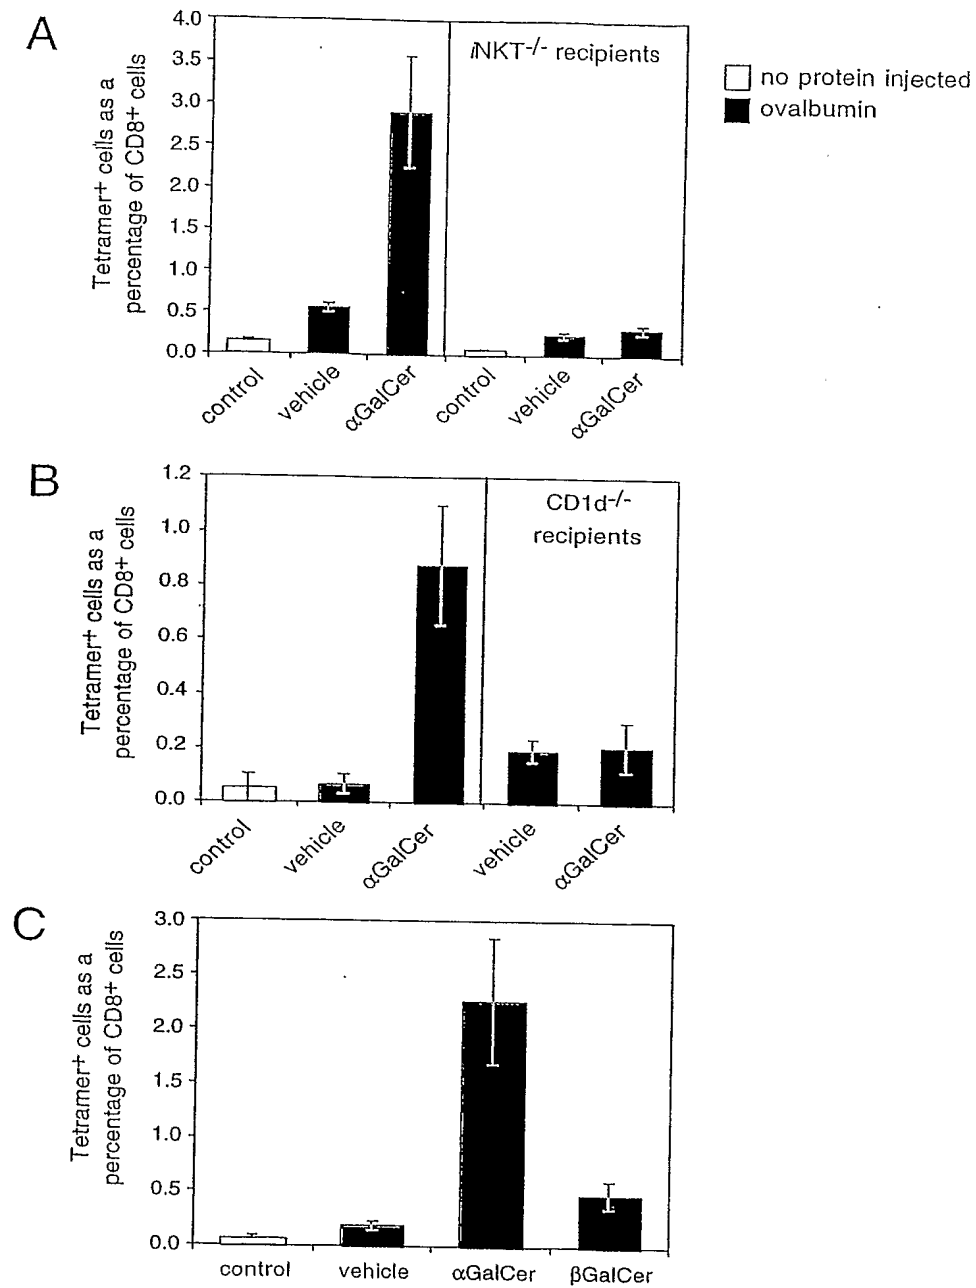 A
Tetramer+ cells as a
percentage of CD8+ cells
4.0
3.5
3.0
2.5
2.0
1.5
1.0
0.5
0.0
iNKT-/- recipients
no protein injected
ovalbumin
control
vehicle
αGalCer
control
vehicle
αGalCer
B
Tetramer+ cells as a
percentage of CD8+ cells
1.2
1.0
0.8
0.6
0.4
0.2
0.0
CD1d-/-
recipients
control
vehicle
αGalCer
vehicle
αGalCer
C
Tetramer+ cells as a
percentage of CD8+ cells
3.0
2.5
2.0
1.5
1.0
0.5
0.0
control
vehicle
αGalCer
βGalCer